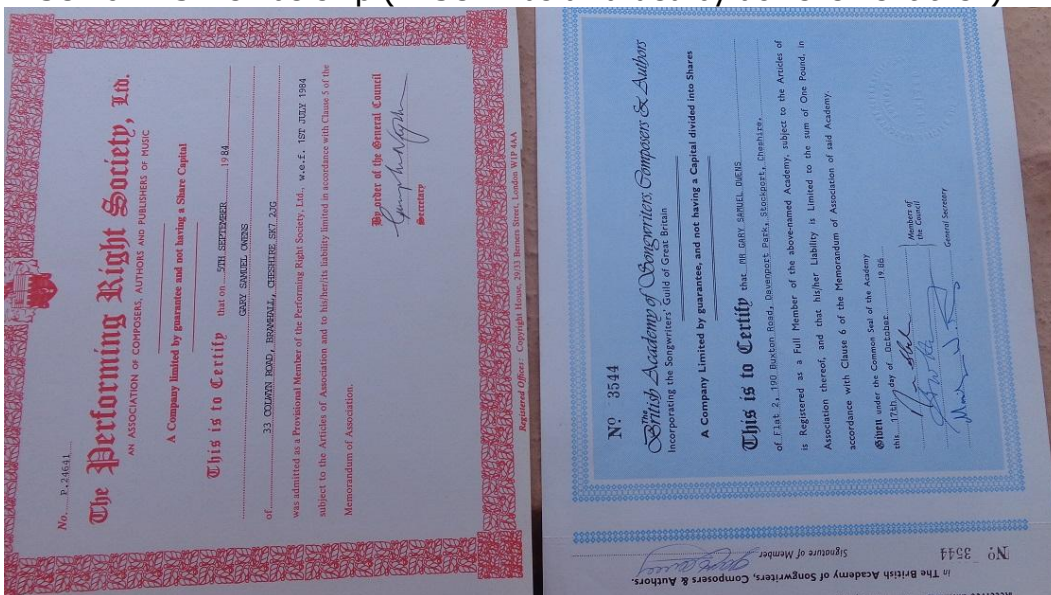 No. P.24641
The Performing Right Society, Ltd.
AN ASSOCIATION OF COMPOSERS, AUTHORS AND PUBLISHERS OF MUSIC
A Company limited by guarantee and not having a Share Capital
This is to Certify that on 5TH SEPTEMBER 1984
GARY SAMUEL OWENS
of 33 COLWYN ROAD, BRAMHALL, CHESHIRE SK7 2JG
was admitted as a Provisional Member of the Performing Right Society, Ltd., w.e.f. 1ST JULY 1984
subject to the Articles of Association and to his/her/its liability limited in accordance with Clause 5 of the
Memorandum of Association.
By order of the General Council
Secretary
Registered Offices: Copyright House, 29/33 Berners Street, London W1P 4AA
Nº 3544
The British Academy of Songwriters, Composers & Authors
Incorporating the Songwriters' Guild of Great Britain
A Company Limited by guarantee, and not having a Capital divided into Shares
This is to Certify that MR GARY SAMUEL OWENS
of Flat 2, 190 Buxton Road, Davenport Park, Stockport, Cheshire,
is Registered as a Full Member of the above-named Academy, subject to the Articles of
Association thereof, and that his/her Liability is Limited to the sum of One Pound, in
accordance with Clause 6 of the Memorandum of Association of said Academy.
Given under the Common Seal of the Academy
this 17th day of October 19.86
Members of
the Council
General Secretary
Nº 3544
in The British Academy of Songwriters, Composers & Authors.
Signature of Member